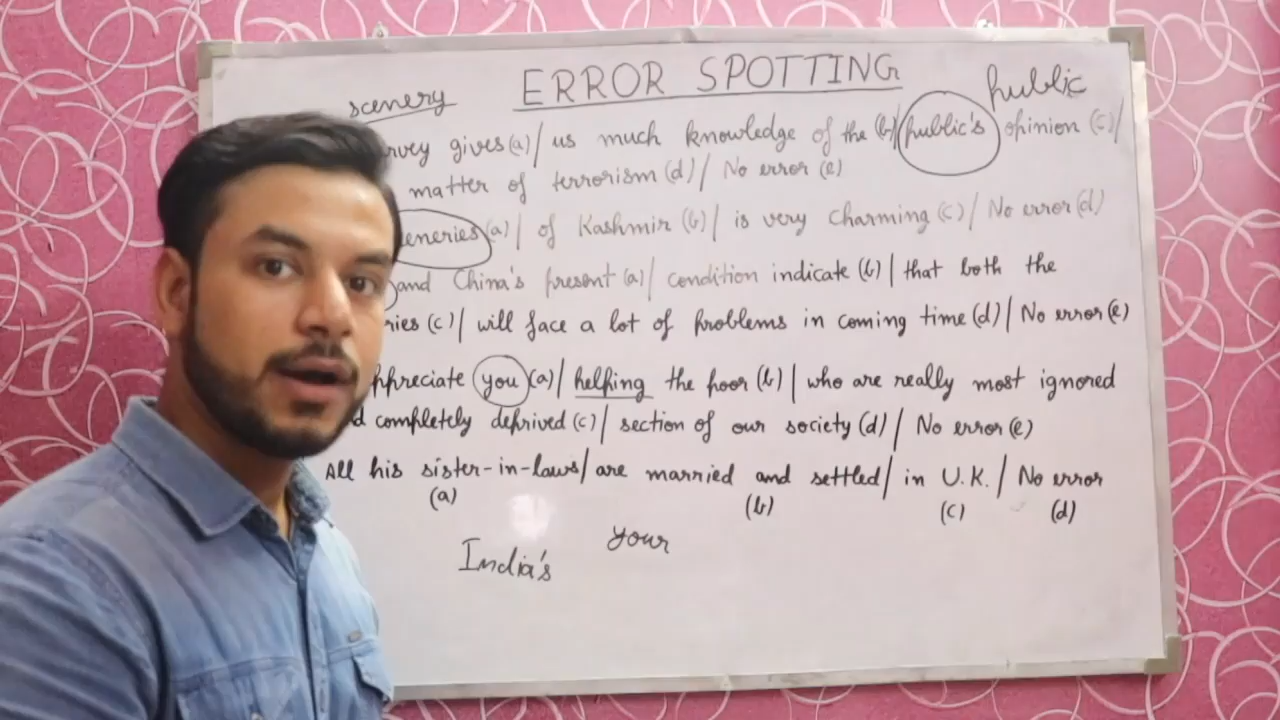 ERROR SPOTTING
scenery
public
gives (a) / us much knowledge of the (b) / public's opinion (c) /
matter of terrorism (d) / No error (e)
(a) / of Kashmir (b) / is very charming (c) / No error (d)
and China's present (a) / condition indicate (b) / that both the
(c) / will face a lot of problems in coming time (d) / No error (e)
you (a) / helping the poor (b) / who are really most ignored
completely deprived (c) / section of our society (d) / No error (e)
All his sister-in-laws / are married and settled / in U.K. / No error
(a) (b) (c) (d)
your
India's